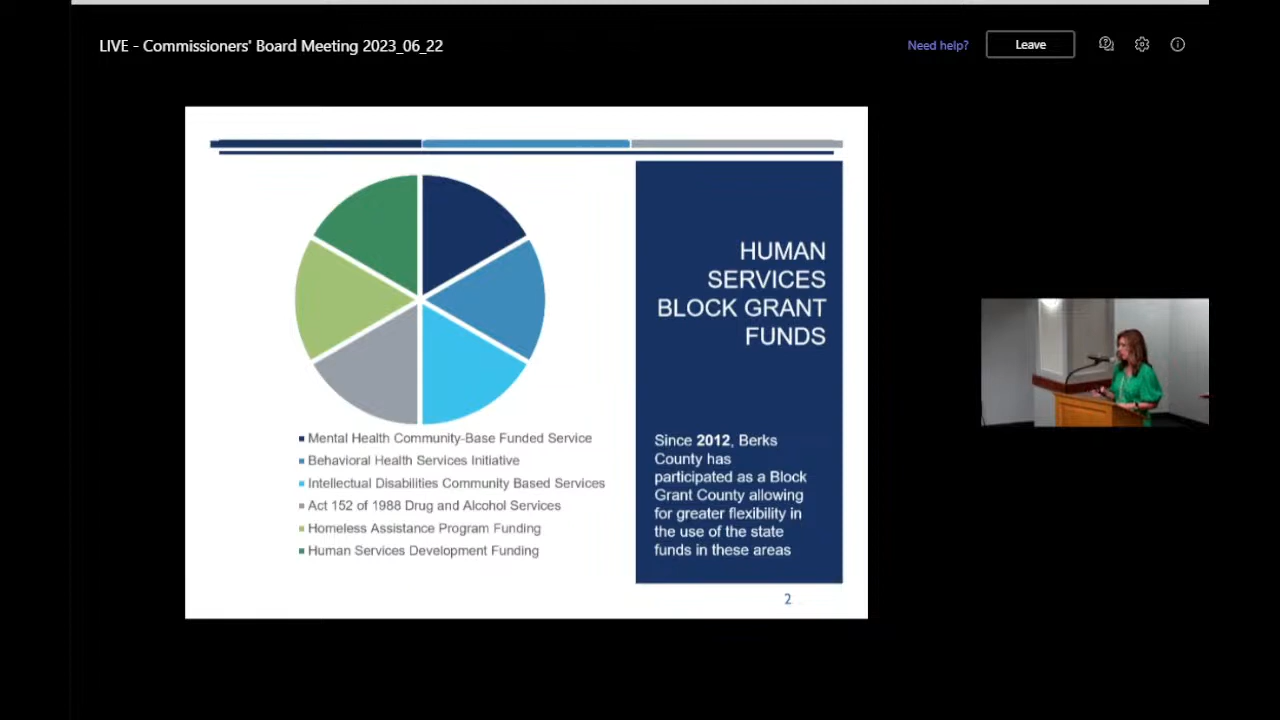 LIVE - Commissioners' Board Meeting 2023_06_22
Need help?
Leave
Mental Health Community-Base Funded Service
Behavioral Health Services Initiative
Intellectual Disabilities Community Based Services
Act 152 of 1988 Drug and Alcohol Services
Homeless Assistance Program Funding
Human Services Development Funding
HUMAN
SERVICES
BLOCK GRANT
FUNDS
Since 2012, Berks
County has
participated as a Block
Grant County allowing
for greater flexibility in
the use of the state
funds in these areas
2